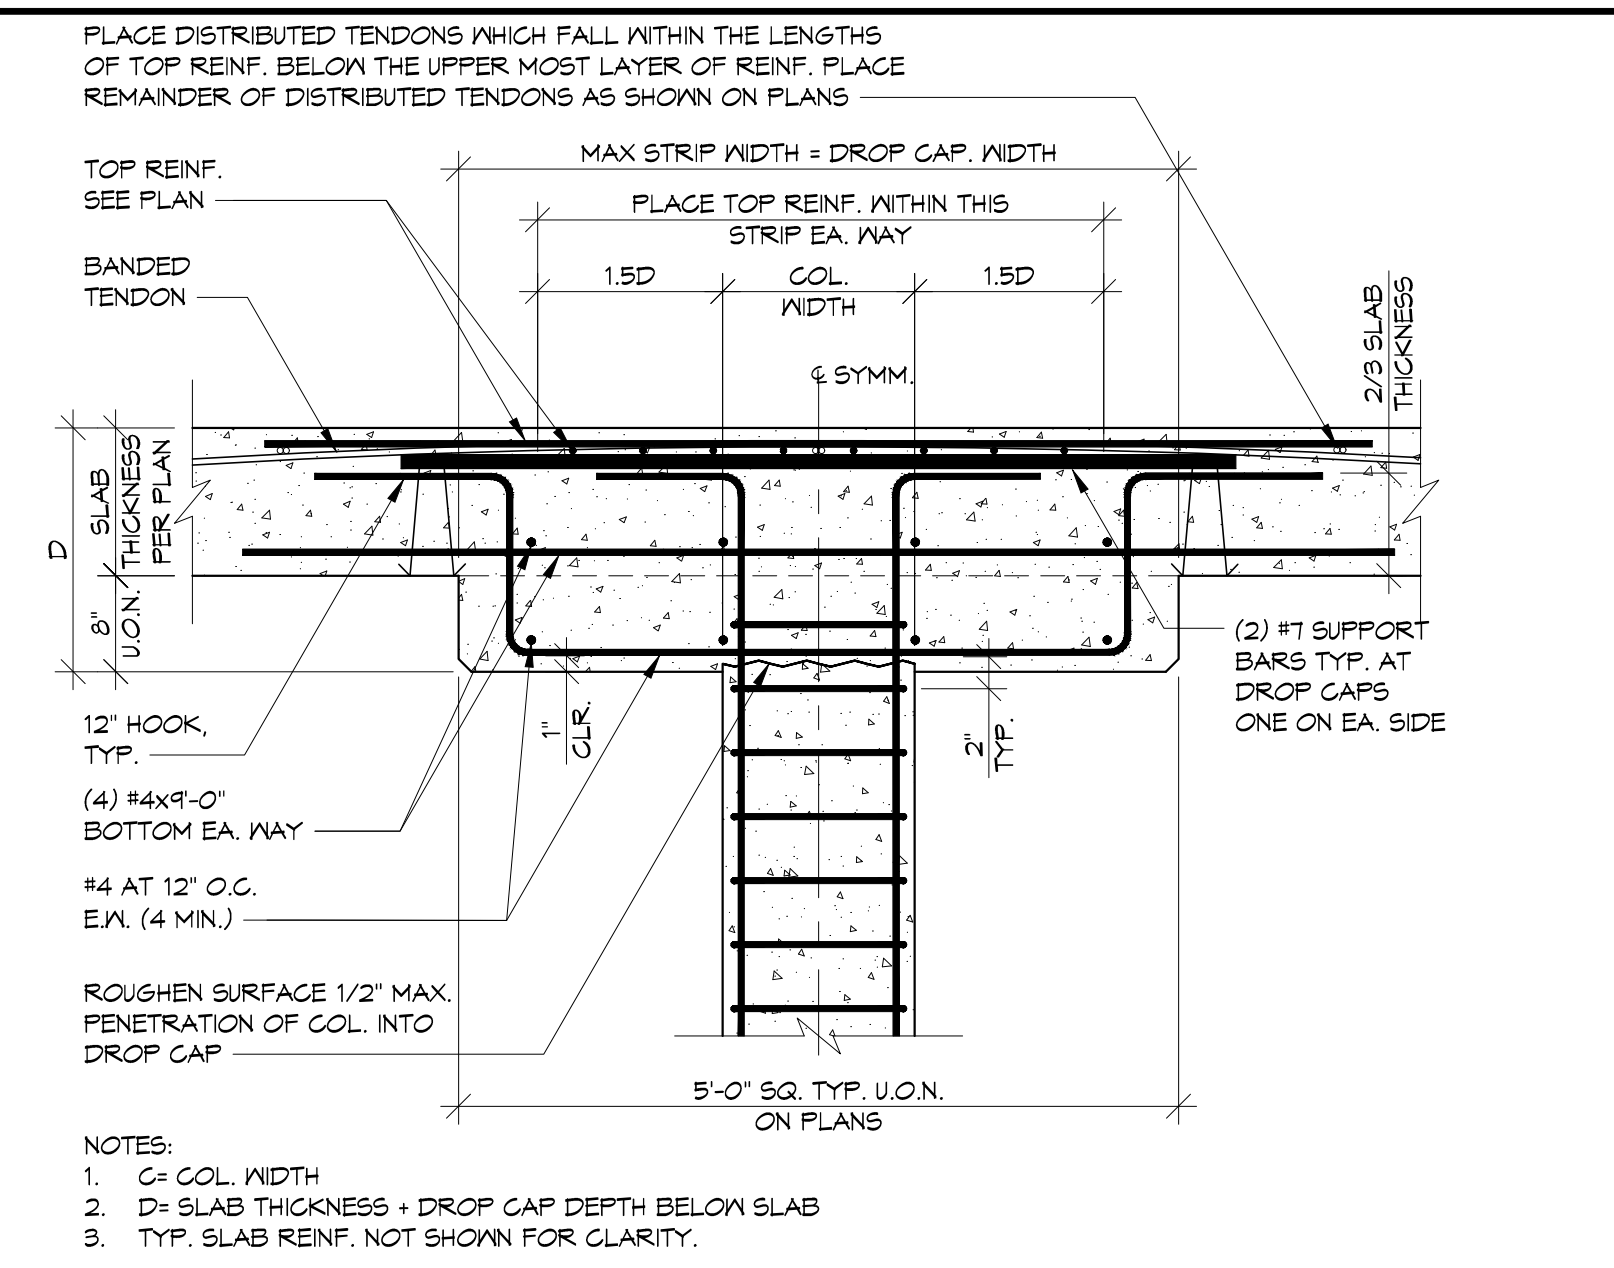 PLACE DISTRIBUTED TENDONS WHICH FALL WITHIN THE LENGTHS
OF TOP REINF. BELOW THE UPPER MOST LAYER OF REINF. PLACE
REMAINDER OF DISTRIBUTED TENDONS AS SHOWN ON PLANS
MAX STRIP WIDTH = DROP CAP. WIDTH
TOP REINF.
SEE PLAN
PLACE TOP REINF. WITHIN THIS
STRIP EA. WAY
BANDED
TENDON
1.5D
COL.
WIDTH
1.5D
2/3 SLAB
THICKNESS
℄ SYMM.
D
SLAB
THICKNESS
PER PLAN
8"
U.O.N.
(2) #7 SUPPORT
BARS TYP. AT
DROP CAPS
ONE ON EA. SIDE
12" HOOK,
TYP.
1"
CLR.
2"
TYP.
(4) #4x9'-0"
BOTTOM EA. WAY
#4 AT 12" O.C.
E.W. (4 MIN.)
ROUGHEN SURFACE 1/2" MAX.
PENETRATION OF COL. INTO
DROP CAP
5'-0" SQ. TYP. U.O.N.
ON PLANS
NOTES:
1. C= COL. WIDTH
2. D= SLAB THICKNESS + DROP CAP DEPTH BELOW SLAB
3. TYP. SLAB REINF. NOT SHOWN FOR CLARITY.